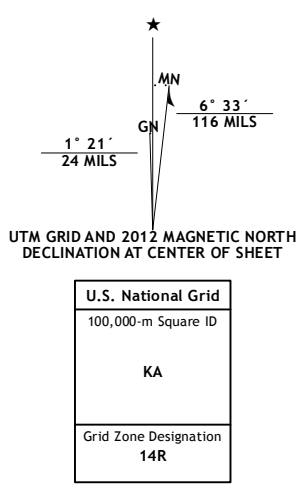 ★
MN
6° 33´
116 MILS
GN
1° 21´
24 MILS
UTM GRID AND 2012 MAGNETIC NORTH
DECLINATION AT CENTER OF SHEET
U.S. National Grid
100,000-m Square ID
KA
Grid Zone Designation
14R